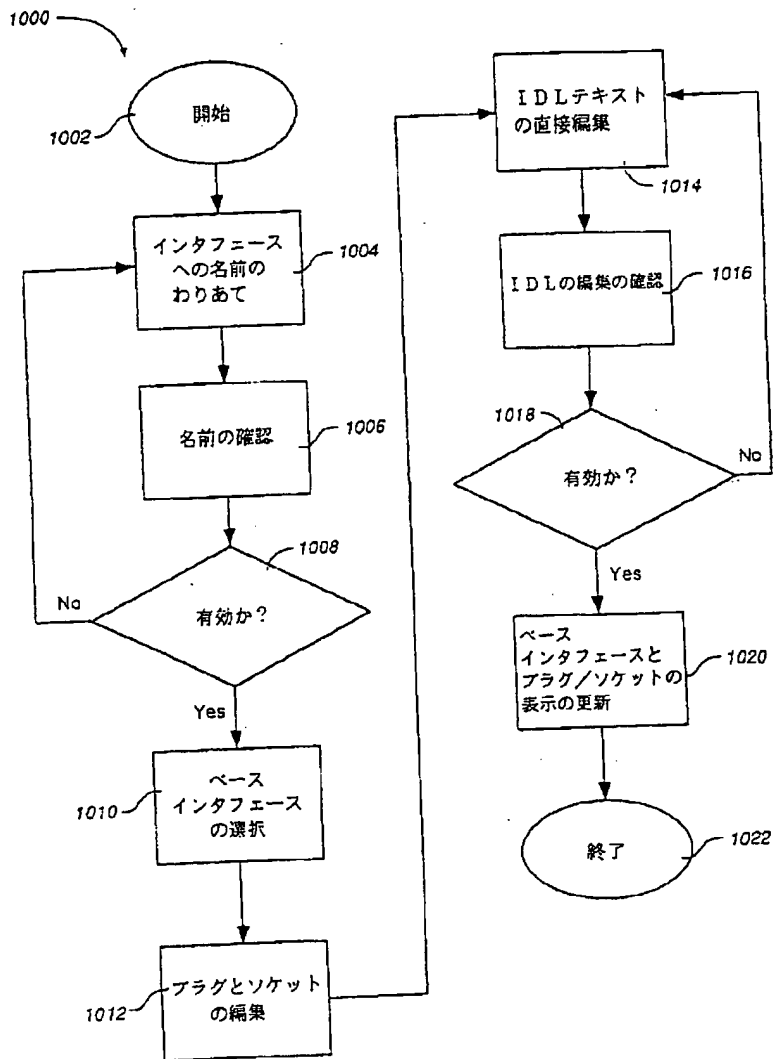 1000
開始
1002
インタフェース
への名前の
わりあて
1004
名前の確認
1006
1008
有効か?
No
Yes
ベース
インタフェース
の選択
1010
プラグとソケット
の編集
1012
IDLテキスト
の直接編集
1014
IDLの編集の確認
1016
1018
有効か?
No
Yes
ベース
インタフェースと
プラグ/ソケットの
表示の更新
1020
終了
1022